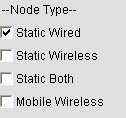 --Node Type--
Static Wired
Static Wireless
Static Both
Mobile Wireless